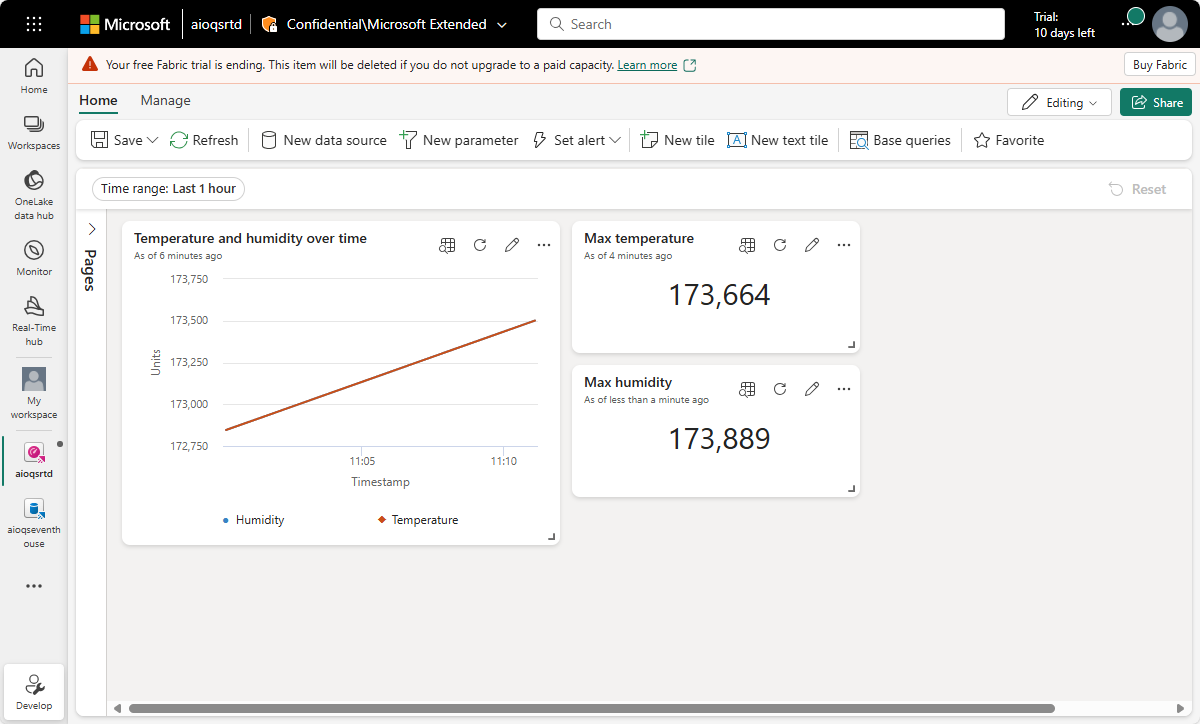 Microsoft
aioqsrtd
Confidential\Microsoft Extended
Search
Trial:
10 days left
Your free Fabric trial is ending. This item will be deleted if you do not upgrade to a paid capacity. Learn more
Buy Fabric
Home
Workspaces
OneLake
data hub
Monitor
Real-Time
hub
My
workspace
aioqsrtd
aioqseventh
ouse
Develop
Home
Manage
Editing
Share
Save
Refresh
New data source
New parameter
Set alert
New tile
New text tile
Base queries
Favorite
Time range: Last 1 hour
Reset
Pages
Temperature and humidity over time
As of 6 minutes ago
173,750
173,500
173,250
173,000
172,750
Units
11:05
11:10
Timestamp
Humidity
Temperature
Max temperature
As of 4 minutes ago
173,664
Max humidity
As of less than a minute ago
173,889